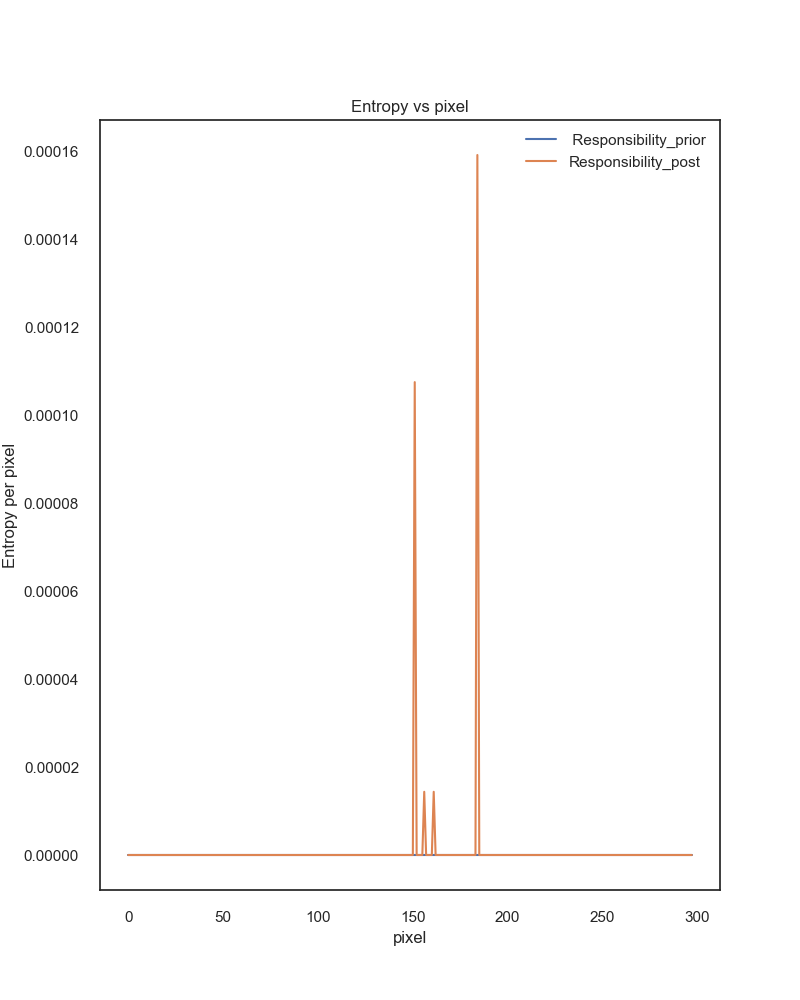 Entropy vs pixel
Responsibility_prior
Responsibility_post
0.00016
0.00014
0.00012
0.00010
0.00008
0.00006
0.00004
0.00002
0.00000
Entropy per pixel
0 50 100 150 200 250 300
pixel